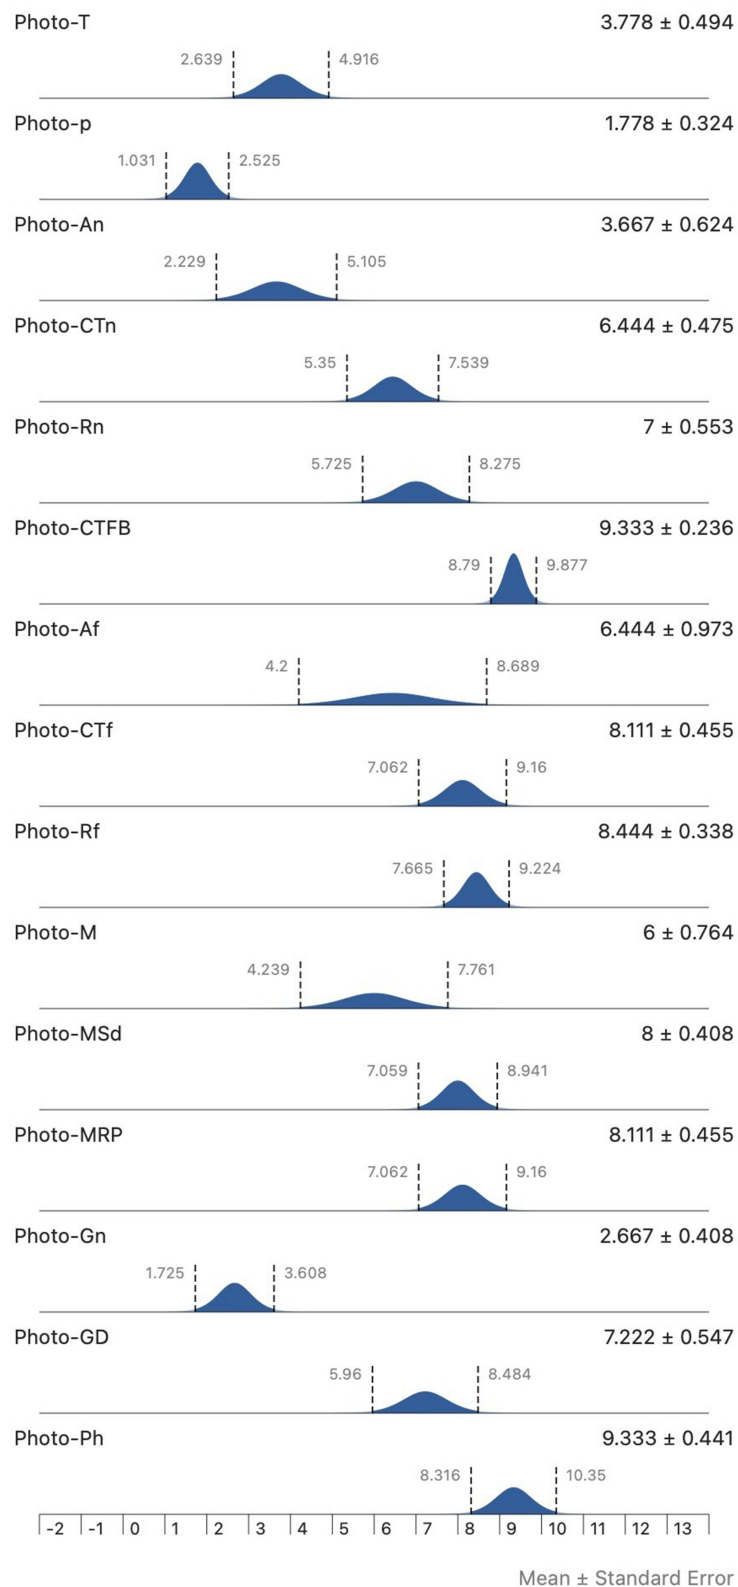 Photo-T 3.778 ± 0.494
2.639 4.916
Photo-p 1.778 ± 0.324
1.031 2.525
Photo-An 3.667 ± 0.624
2.229 5.105
Photo-CTn 6.444 ± 0.475
5.35 7.539
Photo-Rn 7 ± 0.553
5.725 8.275
Photo-CTFB 9.333 ± 0.236
8.79 9.877
Photo-Af 6.444 ± 0.973
4.2 8.689
Photo-CTf 8.111 ± 0.455
7.062 9.16
Photo-Rf 8.444 ± 0.338
7.665 9.224
Photo-M 6 ± 0.764
4.239 7.761
Photo-MSd 8 ± 0.408
7.059 8.941
Photo-MRP 8.111 ± 0.455
7.062 9.16
Photo-Gn 2.667 ± 0.408
1.725 3.608
Photo-GD 7.222 ± 0.547
5.96 8.484
Photo-Ph 9.333 ± 0.441
8.316 10.35
-2 -1 0 1 2 3 4 5 6 7 8 9 10 11 12 13
Mean ± Standard Error